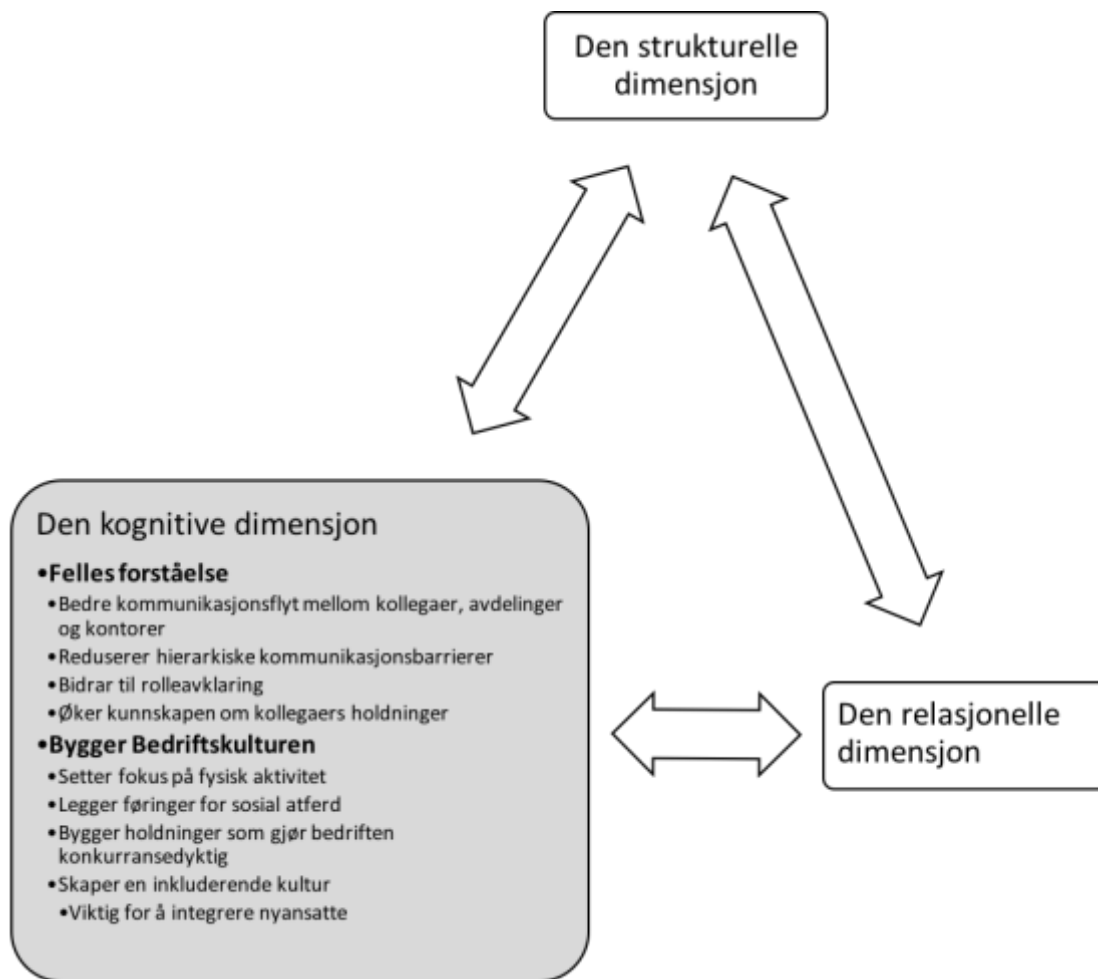 Den strukturelle
dimensjon
Den kognitive dimensjon
•Felles forståelse
•Bedre kommunikasjonsflyt mellom kollegaer, avdelinger
og kontorer
•Reduserer hierarkiske kommunikasjonsbarrierer
•Bidrar til rolleavklaring
•Øker kunnskapen om kollegaers holdninger
•Bygger Bedriftskulturen
•Setter fokus på fysisk aktivitet
•Legger føringer for sosial atferd
•Bygger holdninger som gjør bedriften
konkurransedyktig
•Skaper en inkluderende kultur
•Viktig for å integrere nyansatte
Den relasjonelle
dimensjon